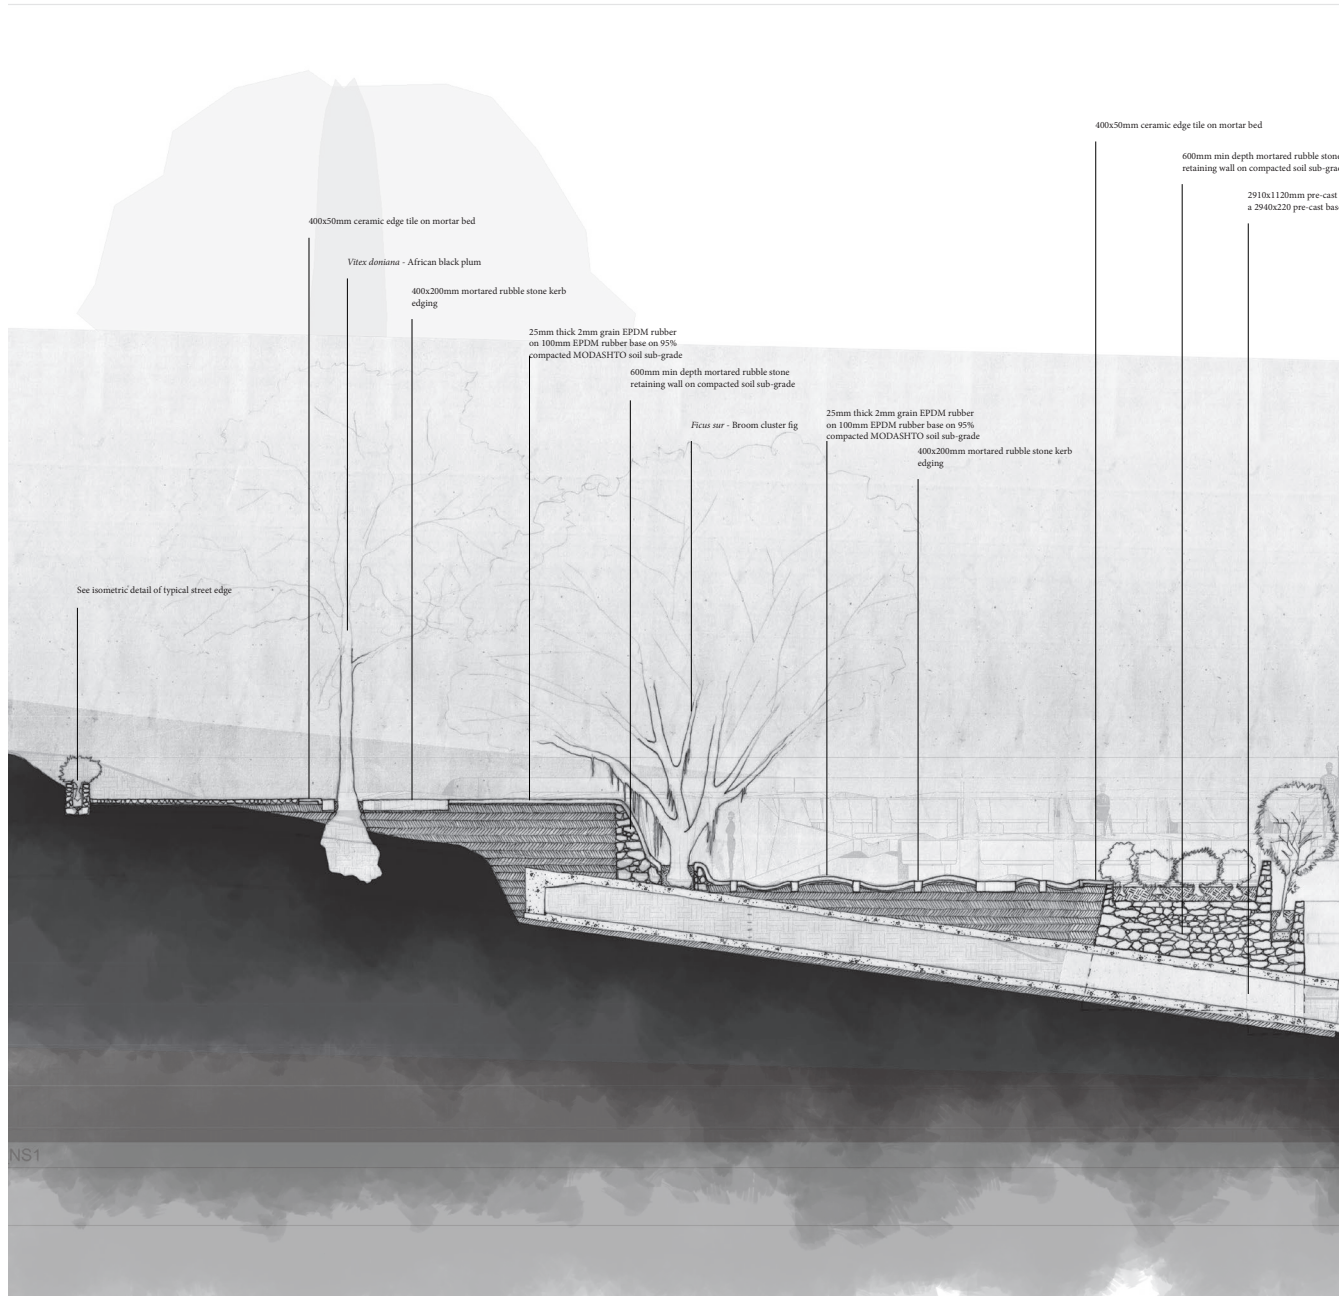 400x50mm ceramic edge tile on mortar bed
600mm min depth mortared rubble stone
retaining wall on compacted soil sub-gra
2910x1120mm pre-cast
a 2940x220 pre-cast bas
400x50mm ceramic edge tile on mortar bed
Vitex doniana - African black plum
400x200mm mortared rubble stone kerb
edging
25mm thick 2mm grain EPDM rubber
on 100mm EPDM rubber base on 95%
compacted MODASHTO soil sub-grade
600mm min depth mortared rubble stone
retaining wall on compacted soil sub-grade
Ficus sur - Broom cluster fig
25mm thick 2mm grain EPDM rubber
on 100mm EPDM rubber base on 95%
compacted MODASHTO soil sub-grade
400x200mm mortared rubble stone kerb
edging
See isometric detail of typical street edge
NS1